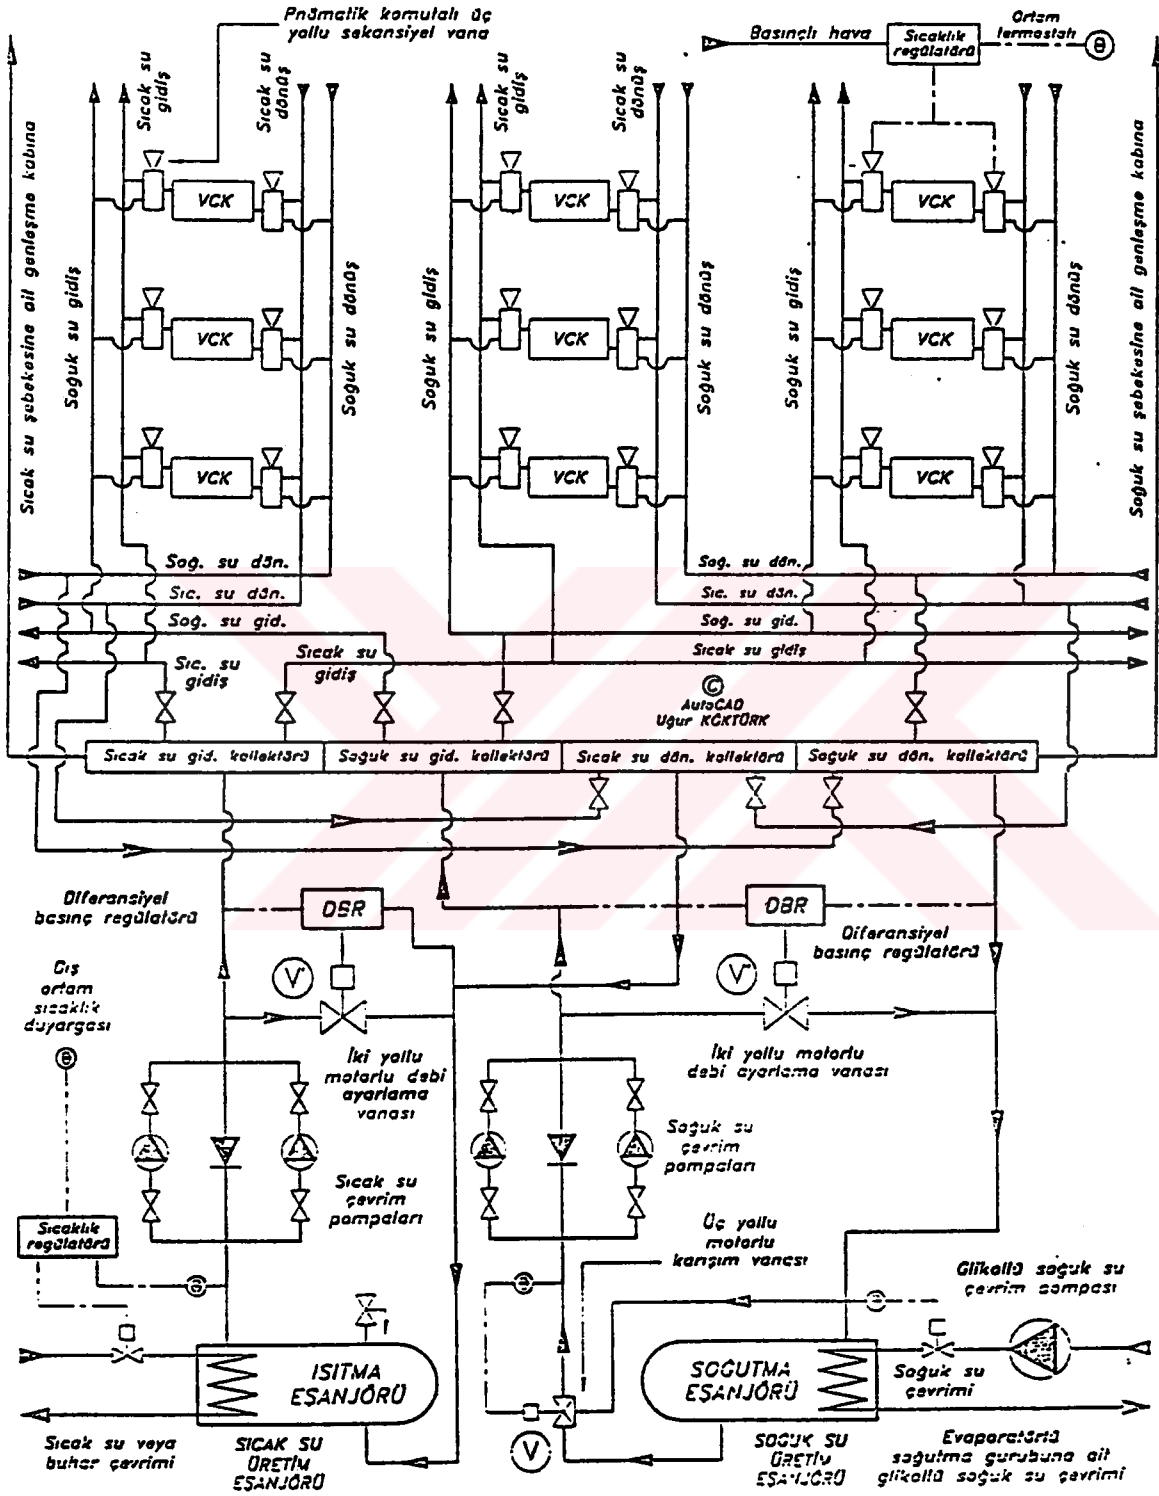 Pnömatik komutalı üç
yollu sekansiyel vana
Basınçlı hava
Sıcaklık
regülatörü
Ortam
termostatı
Sıcak su
gidiş
Sıcak su
dönüş
Sıcak su
gidiş
Sıcak su
dönüş
VCK
VCK
VCK
VCK
VCK
VCK
VCK
VCK
VCK
Sıcak su şebekesine ait genleşme kabına
Soğuk su gidiş
Soğuk su dönüş
Soğuk su gidiş
Soğuk su dönüş
Soğuk su gidiş
Soğuk su dönüş
Soğuk su şebekesine ait genleşme kabına
Soğ. su dön.
Sıc. su dön.
Soğ. su gid.
Sıc. su
gidiş
Sıcak su
gidiş
Soğ. su dön.
Sıc. su dön.
Soğ. su gid.
Sıcak su gidiş
©
AutoCAD
Uğur KÖKTÜRK
Sıcak su gid. kollektörü
Soğuk su gid. kollektörü
Sıcak su dön. kollektörü
Soğuk su dön. kollektörü
Diferansiyel
basınç regülatörü
DBR
DBR
Diferansiyel
basınç regülatörü
Dış
ortam
sıcaklık
duyargası
V
V
İki yollu
motorlu debi
ayarlama
vanası
İki yollu motorlu
debi ayarlama vanası
Sıcak su
çevrim
pompaları
Soğuk su
çevrim
pompaları
Sıcaklık
regülatörü
Üç yollu
motorlu
karışım vanası
Glikollü soğuk su
çevrim pompası
ISITMA
EŞANJÖRÜ
SOĞUTMA
EŞANJÖRÜ
Soğuk su
çevrimi
V
Sıcak su veya
buhar çevrimi
SICAK SU
ÜRETİM
EŞANJÖRÜ
SOĞUK SU
ÜRETİM
EŞANJÖRÜ
Evaporatörlü
soğutma gurubuna ait
glikollü soğuk su çevrimi